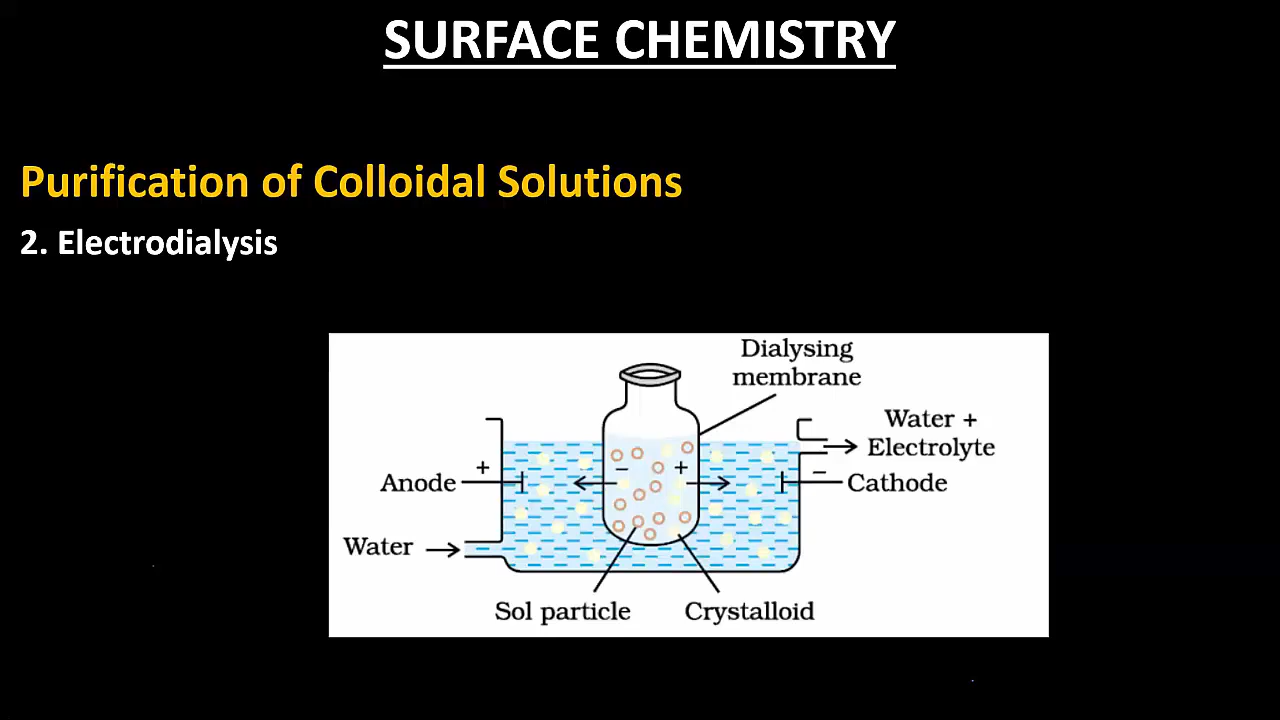 SURFACE CHEMISTRY
Purification of Colloidal Solutions
2. Electrodialysis
Dialysing
membrane
Water +
Electrolyte
+
−
+
−
Anode
Cathode
Water
Sol particle
Crystalloid